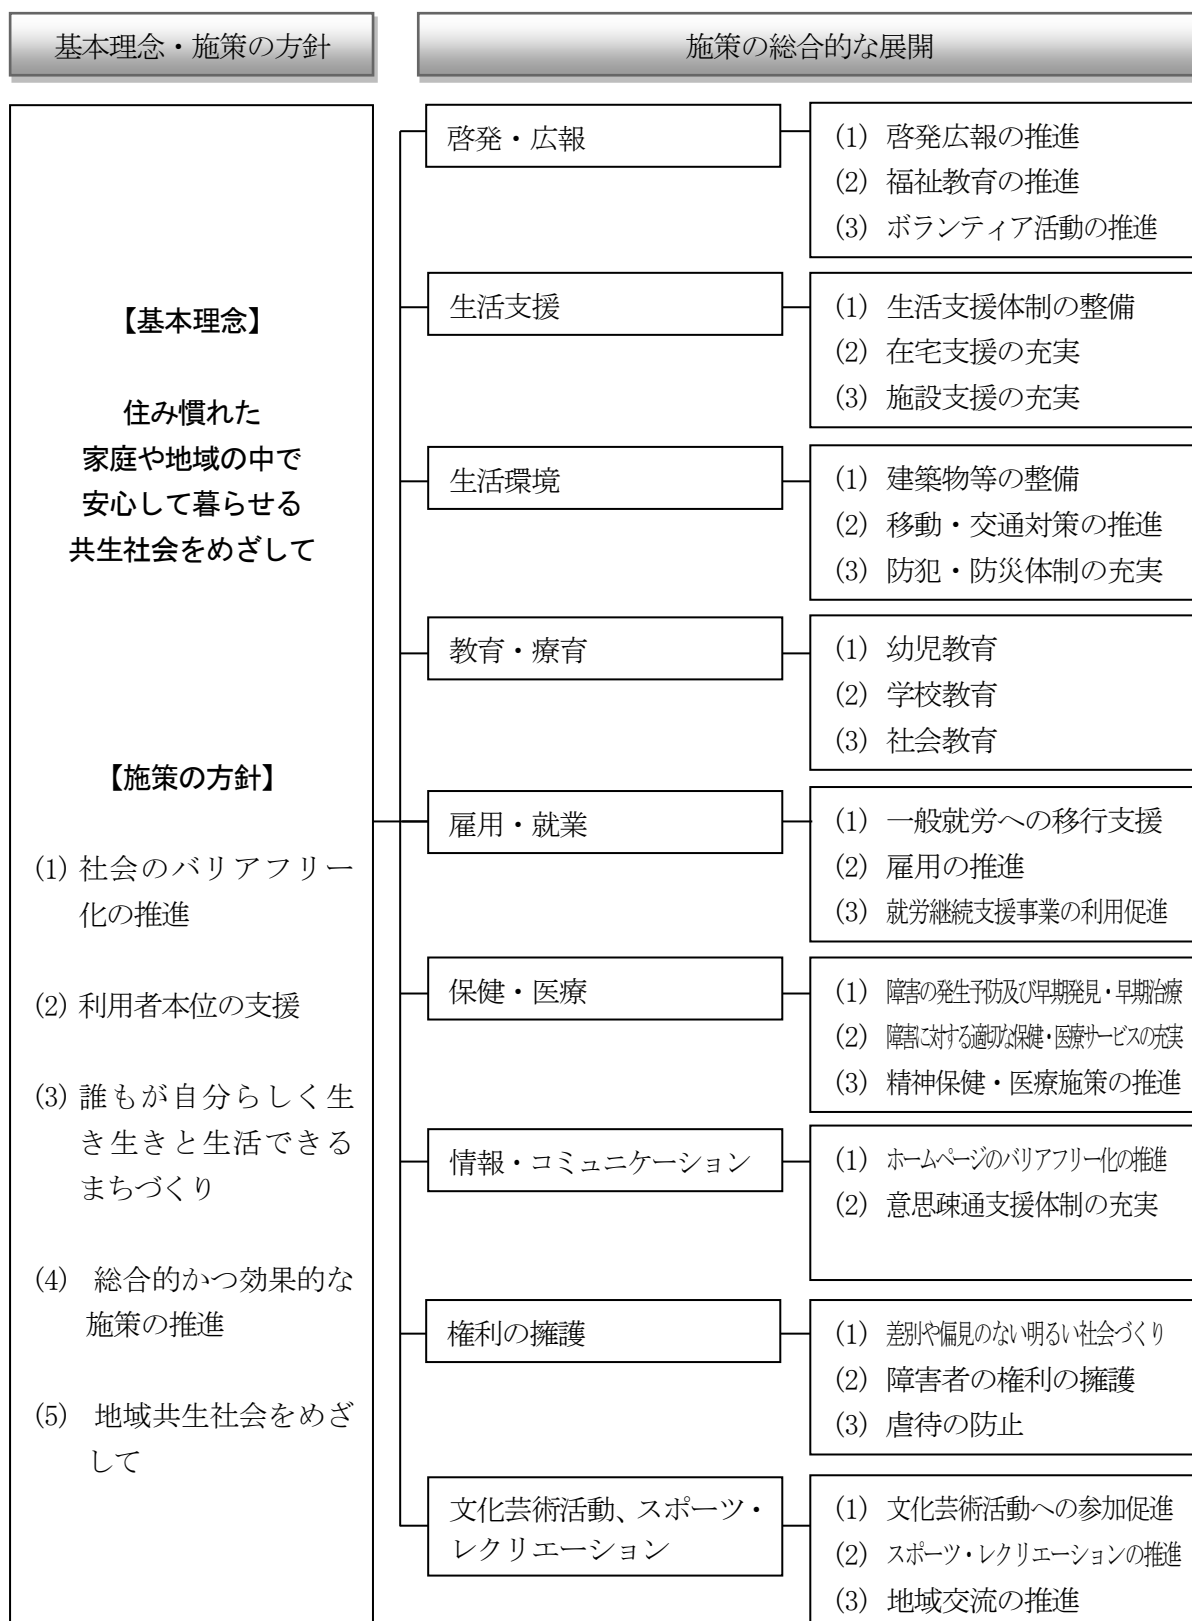 基本理念・施策の方針
施策の総合的な展開
【基本理念】
住み慣れた
家庭や地域の中で
安心して暮らせる
共生社会をめざして
【施策の方針】
(1) 社会のバリアフリー
化の推進
(2) 利用者本位の支援
(3) 誰もが自分らしく生
き生きと生活できる
まちづくり
(4) 総合的かつ効果的な
施策の推進
(5) 地域共生社会をめざ
して
啓発・広報
(1) 啓発広報の推進
(2) 福祉教育の推進
(3) ボランティア活動の推進
生活支援
(1) 生活支援体制の整備
(2) 在宅支援の充実
(3) 施設支援の充実
生活環境
(1) 建築物等の整備
(2) 移動・交通対策の推進
(3) 防犯・防災体制の充実
教育・療育
(1) 幼児教育
(2) 学校教育
(3) 社会教育
雇用・就業
(1) 一般就労への移行支援
(2) 雇用の推進
(3) 就労継続支援事業の利用促進
保健・医療
(1) 障害の発生予防及び早期発見・早期治療
(2) 障害に対する適切な保健・医療サービスの充実
(3) 精神保健・医療施策の推進
情報・コミュニケーション
(1) ホームページのバリアフリー化の推進
(2) 意思疎通支援体制の充実
権利の擁護
(1) 差別や偏見のない明るい社会づくり
(2) 障害者の権利の擁護
(3) 虐待の防止
文化芸術活動、スポーツ・
レクリエーション
(1) 文化芸術活動への参加促進
(2) スポーツ・レクリエーションの推進
(3) 地域交流の推進